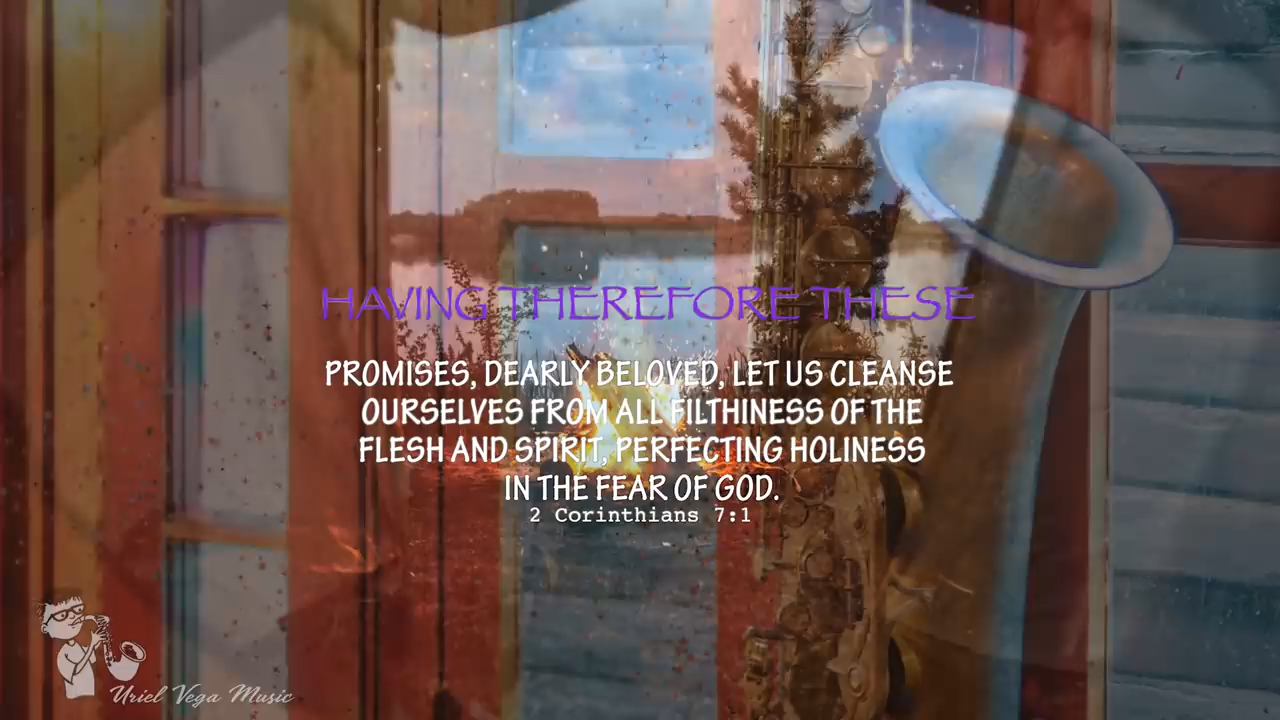 HAVING THEREFORE THESE
PROMISES, DEARLY BELOVED, LET US CLEANSE
OURSELVES FROM ALL FILTHINESS OF THE
FLESH AND SPIRIT, PERFECTING HOLINESS
IN THE FEAR OF GOD.
2 Corinthians 7:1
Uriel Vega Music